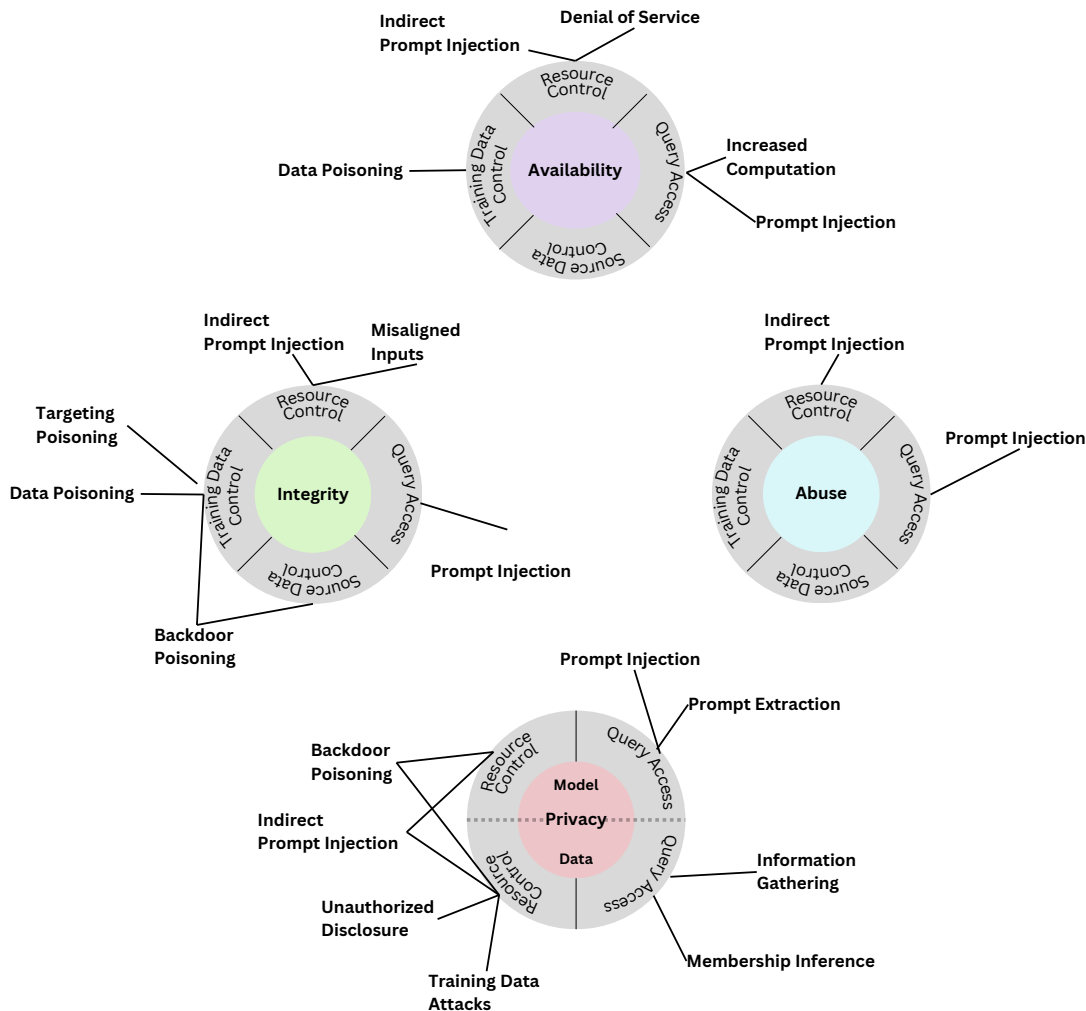 Indirect
Prompt Injection
Denial of Service
Resource
Control
Query Access
Source Data
Control
Training Data
Control
Availability
Data Poisoning
Increased
Computation
Prompt Injection
Indirect
Prompt Injection
Misaligned
Inputs
Targeting
Poisoning
Data Poisoning
Resource
Control
Query Access
Source Data
Control
Training Data
Control
Integrity
Prompt Injection
Backdoor
Poisoning
Indirect
Prompt Injection
Prompt Injection
Resource
Control
Query Access
Source Data
Control
Training Data
Control
Abuse
Prompt Injection
Prompt Extraction
Backdoor
Poisoning
Indirect
Prompt Injection
Unauthorized
Disclosure
Training Data
Attacks
Resource
Control
Query Access
Model
Privacy
Data
Resource
Control
Query Access
Information
Gathering
Membership Inference